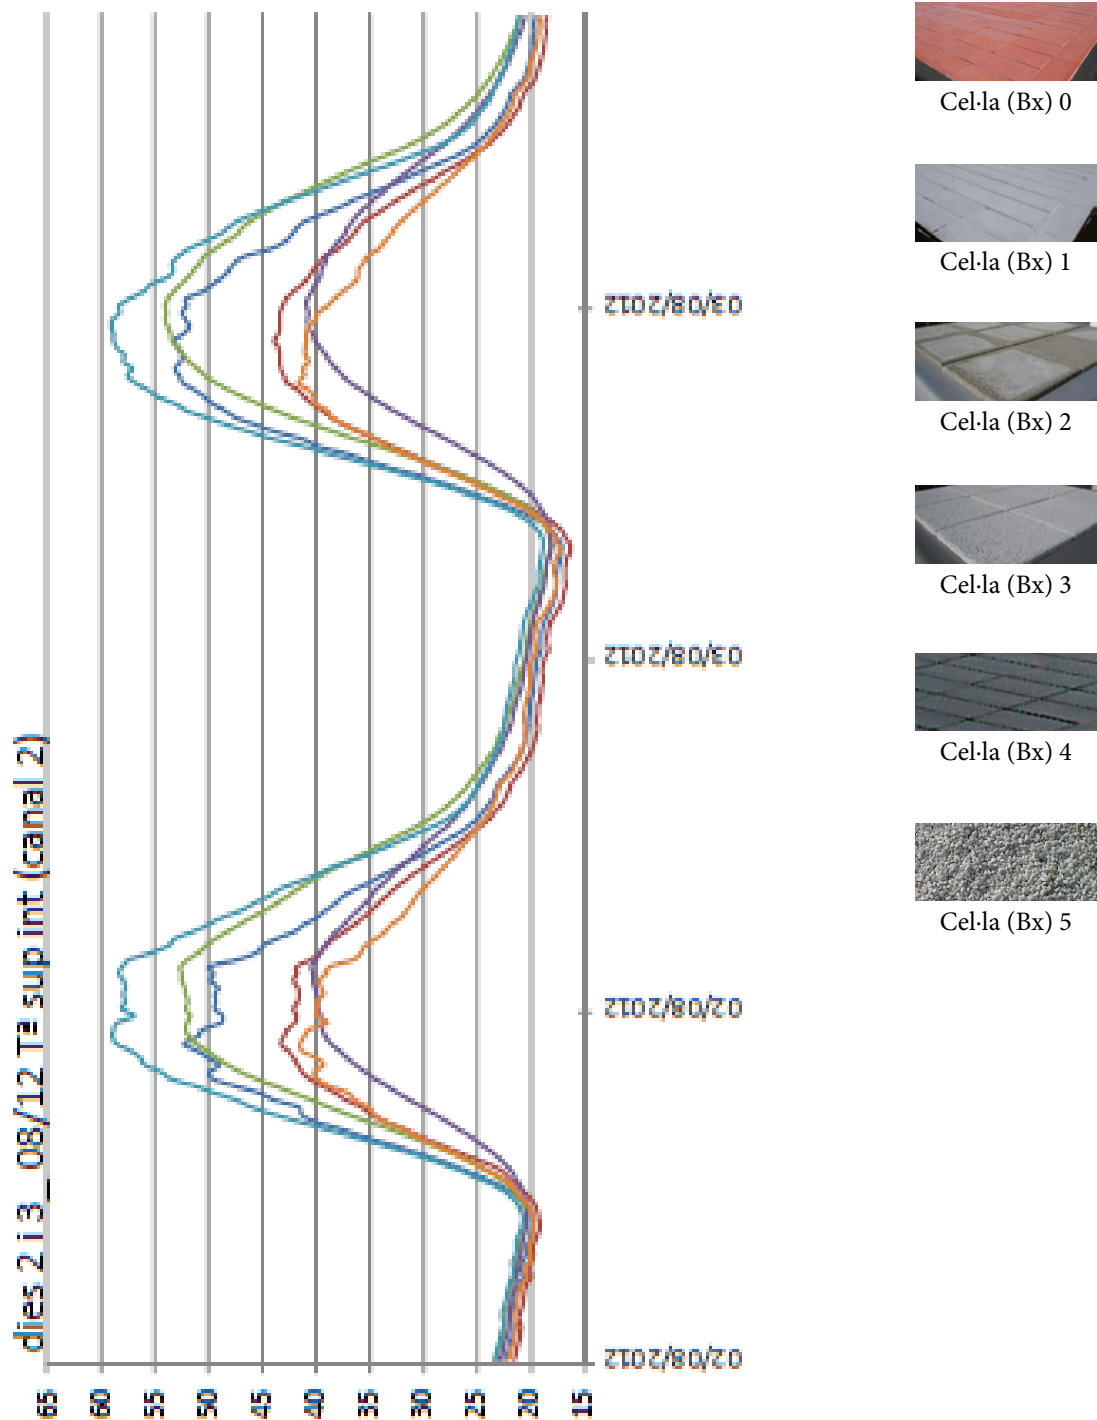 dies 2 i 3_ 08/12 Tª sup int (canal 2)
65
60
55
50
45
40
35
30
25
20
15
02/08/2012
02/08/2012
03/08/2012
03/08/2012
Cel·la (Bx) 0
Cel·la (Bx) 1
Cel·la (Bx) 2
Cel·la (Bx) 3
Cel·la (Bx) 4
Cel·la (Bx) 5